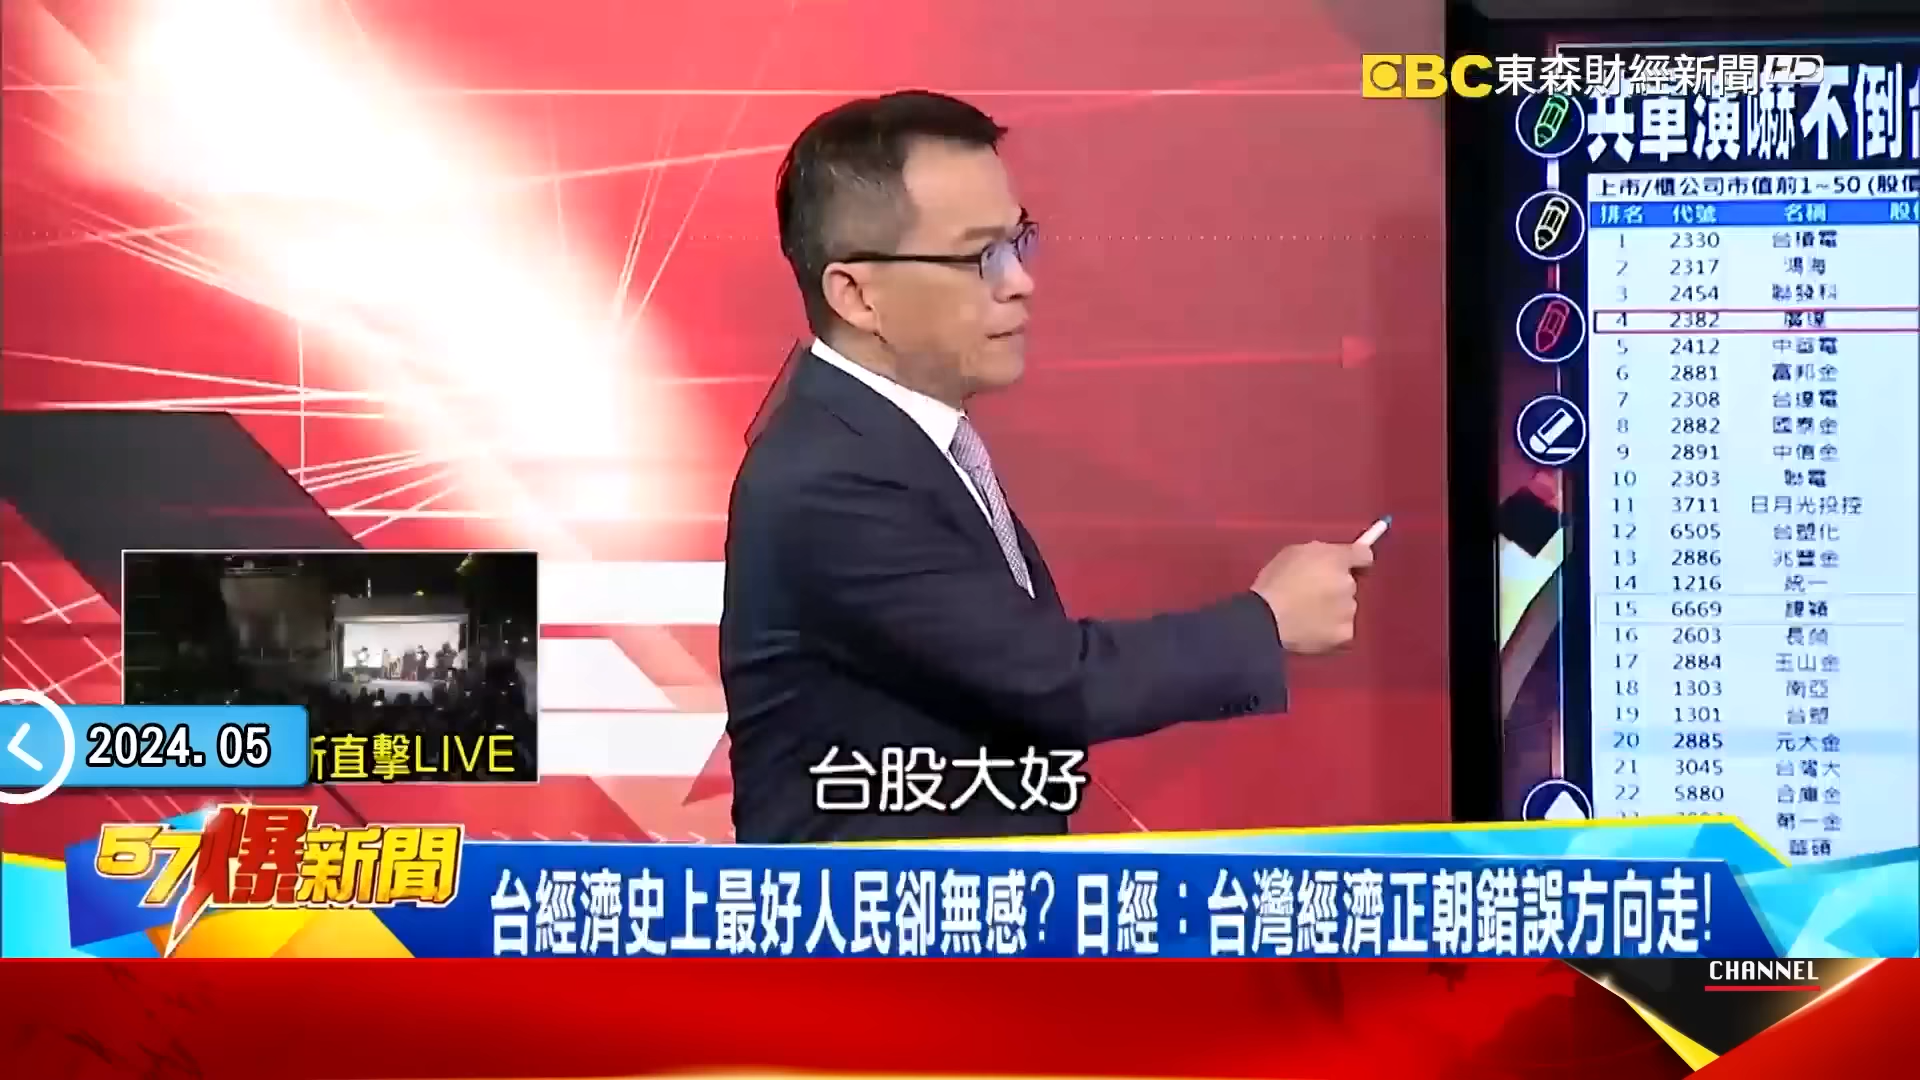 EBC東森財經新聞
共軍演嚇不倒台
上市/櫃公司市值前1~50(股價
排名 代號 名稱 股價
1 2330 台積電
2 2317 鴻海
3 2454 聯發科
4 2382 廣達
5 2412 中華電
6 2881 富邦金
7 2308 台達電
8 2882 國泰金
9 2891 中信金
10 2303 聯電
11 3711 日月光投控
12 6505 台塑化
13 2886 兆豐金
14 1216 統一
15 6669 緯穎
16 2603 長榮
17 2884 玉山金
18 1303 南亞
19 1301 台塑
20 2885 元大金
21 3045 台灣大
22 5880 合庫金
第一金
華碩
2024.05
新直擊LIVE
台股大好
57爆新聞
台經濟史上最好人民卻無感? 日經:台灣經濟正朝錯誤方向走!
CHANNEL